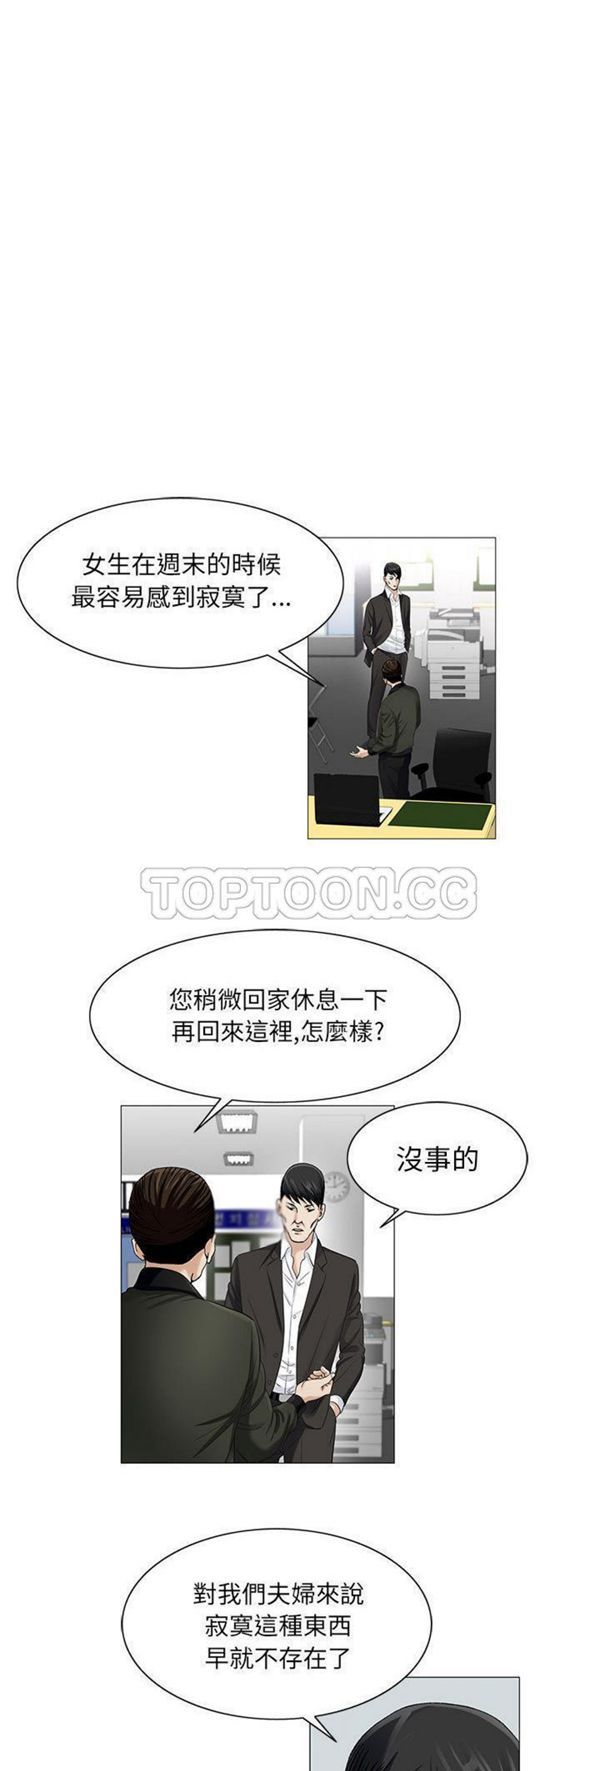 女生在週末的時候
最容易感到寂寞了...
TOPTOON.CC
您稍微回家休息一下
再回來這裡,怎麼樣?
沒事的
對我們夫婦來說
寂寞這種東西
早就不存在了